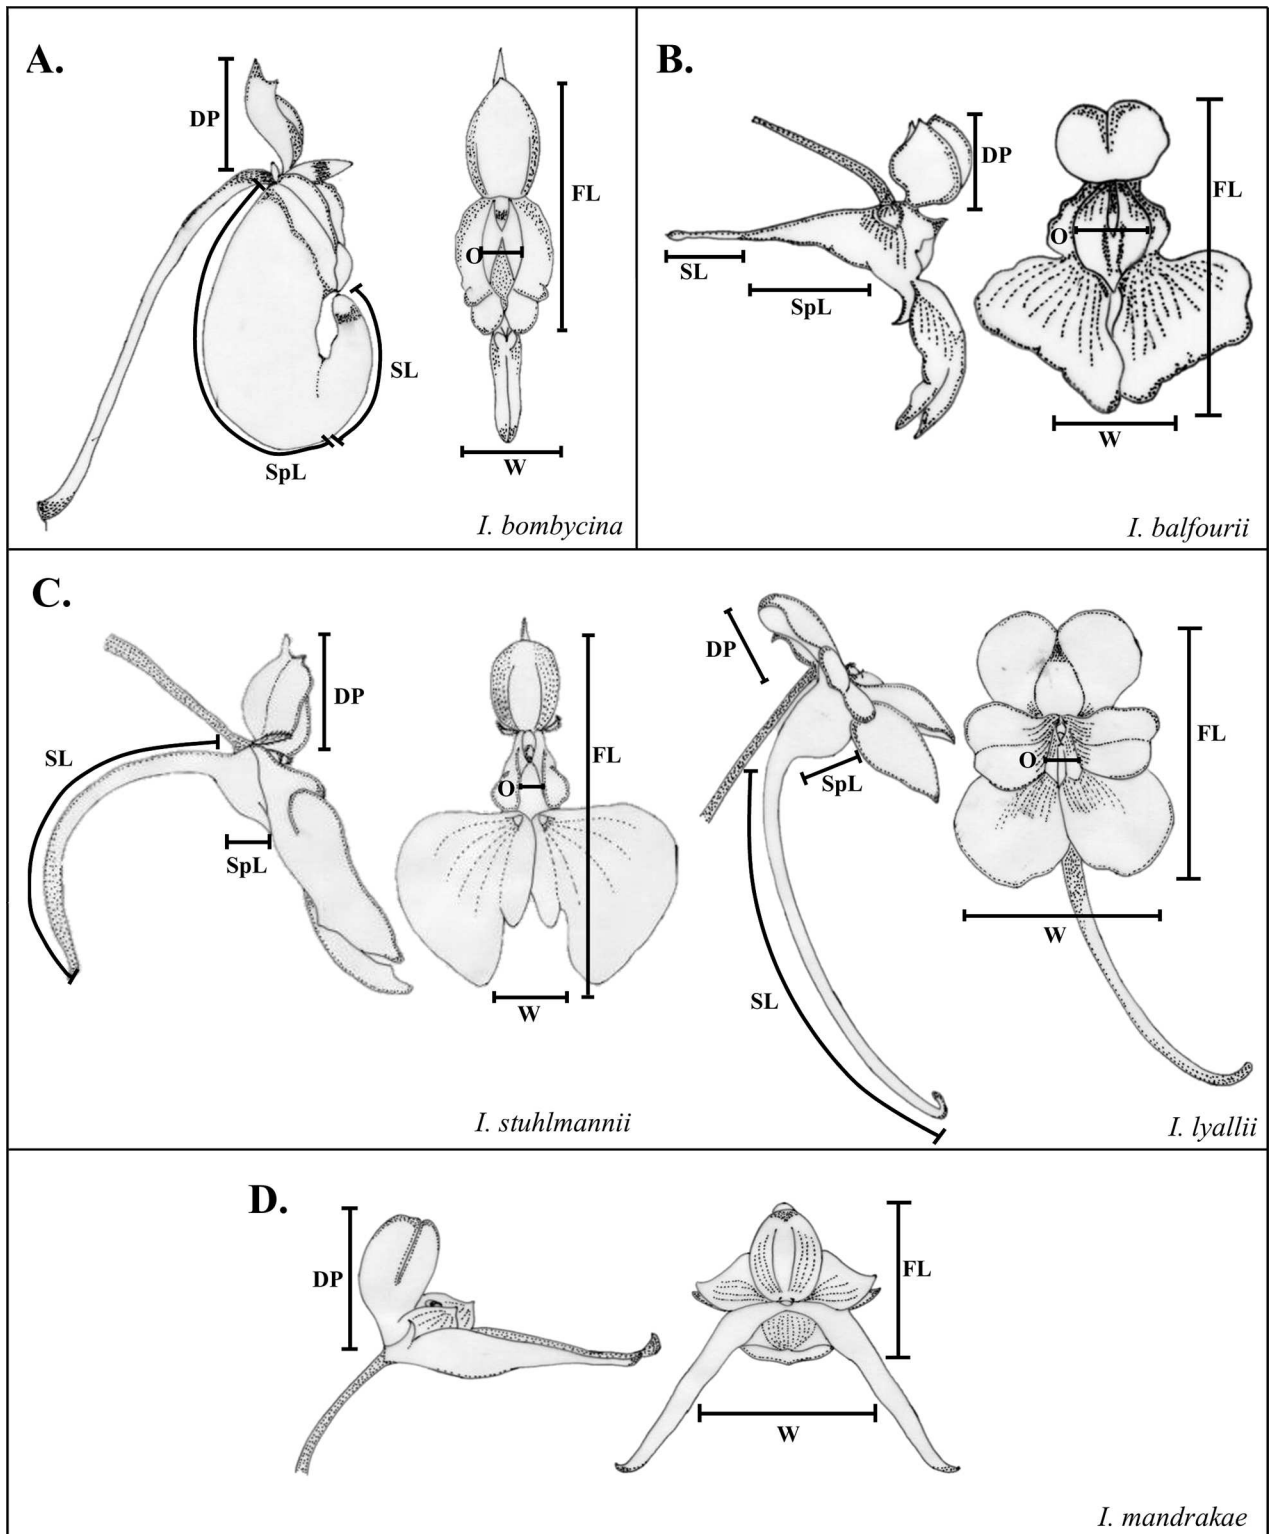 A.
DP
SpL
SL
O
FL
W
I. bombycina
B.
DP
SL
SpL
O
FL
W
I. balfourii
C.
SL
DP
SpL
O
FL
W
I. stuhlmannii
DP
SpL
SL
O
FL
W
I. lyallii
D.
DP
FL
W
I. mandrakae